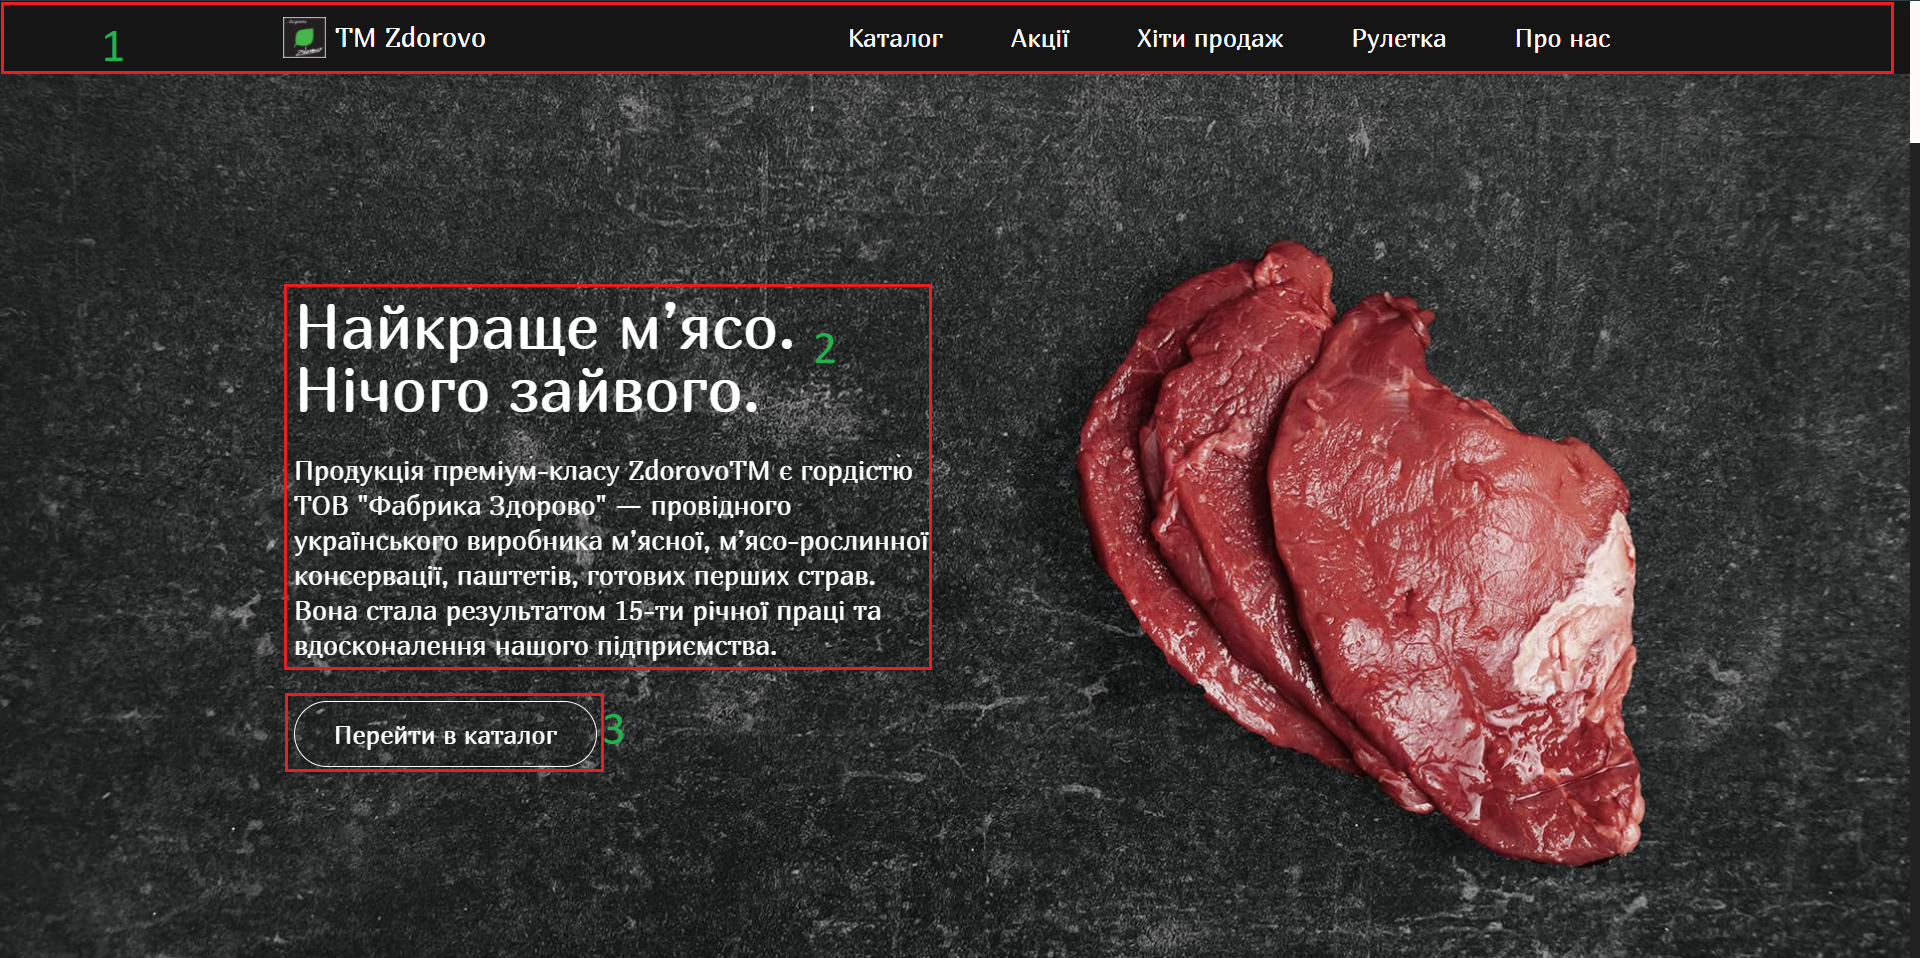 1
TM Zdorovo
Каталог
Акції
Хіти продаж
Рулетка
Про нас
Найкраще м’ясо.
2
Нічого зайвого.
Продукція преміум-класу ZdorovoTM є гордістю
ТОВ "Фабрика Здорово" — провідного
українського виробника м’ясної, м’ясо-рослинної
консервації, паштетів, готових перших страв.
Вона стала результатом 15-ти річної праці та
вдосконалення нашого підприємства.
Перейти в каталог
3